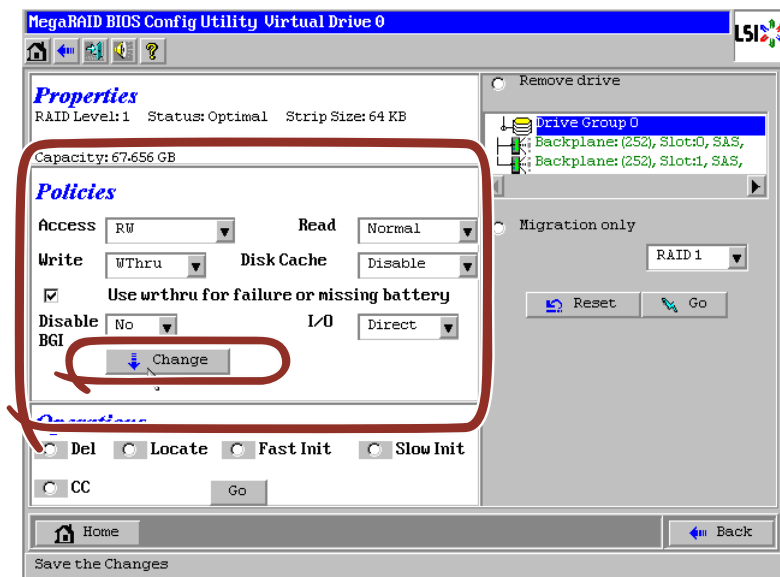 MegaRAID BIOS Config Utility Virtual Drive 0
LSI
Properties
RAID Level: 1 Status: Optimal Strip Size: 64 KB
Capacity: 67.656 GB
Policies
Access RW Read Normal
Write WThru Disk Cache Disable
Use wrthru for failure or missing battery
Disable BGI No I/O Direct
Change
Operations
Del Locate Fast Init Slow Init
CC Go
Remove drive
Drive Group 0
Backplane: (252), Slot:0, SAS,
Backplane: (252), Slot:1, SAS,
Migration only
RAID 1
Reset Go
Home Back
Save the Changes